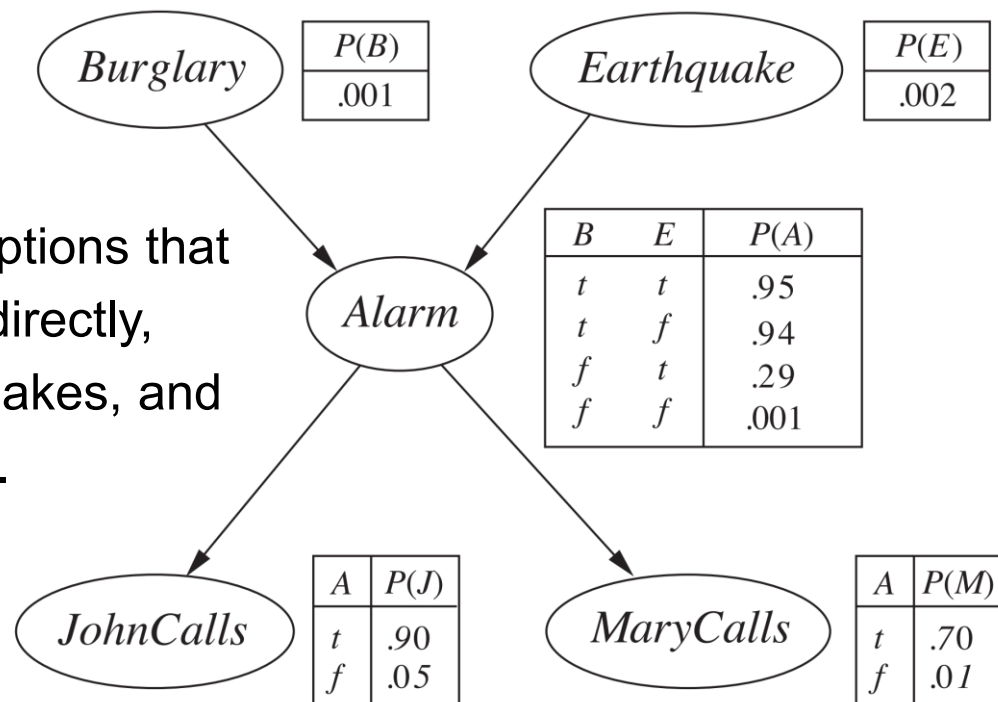 Burglary
P(B)
.001
Earthquake
P(E)
.002
ptions that
directly,
akes, and
.
Alarm
B E P(A)
t t .95
t f .94
f t .29
f f .001
JohnCalls
A P(J)
t .90
f .05
MaryCalls
A P(M)
t .70
f .01